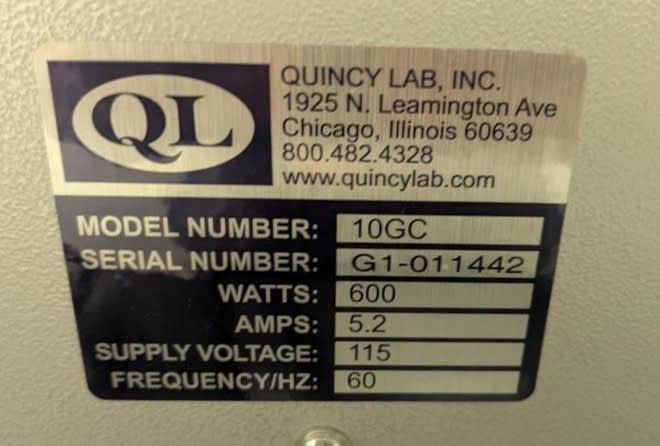 QL
QUINCY LAB, INC.
1925 N. Leamington Ave
Chicago, Illinois 60639
800.482.4328
www.quincylab.com
MODEL NUMBER: 10GC
SERIAL NUMBER: G1-011442
WATTS: 600
AMPS: 5.2
SUPPLY VOLTAGE: 115
FREQUENCY/HZ: 60